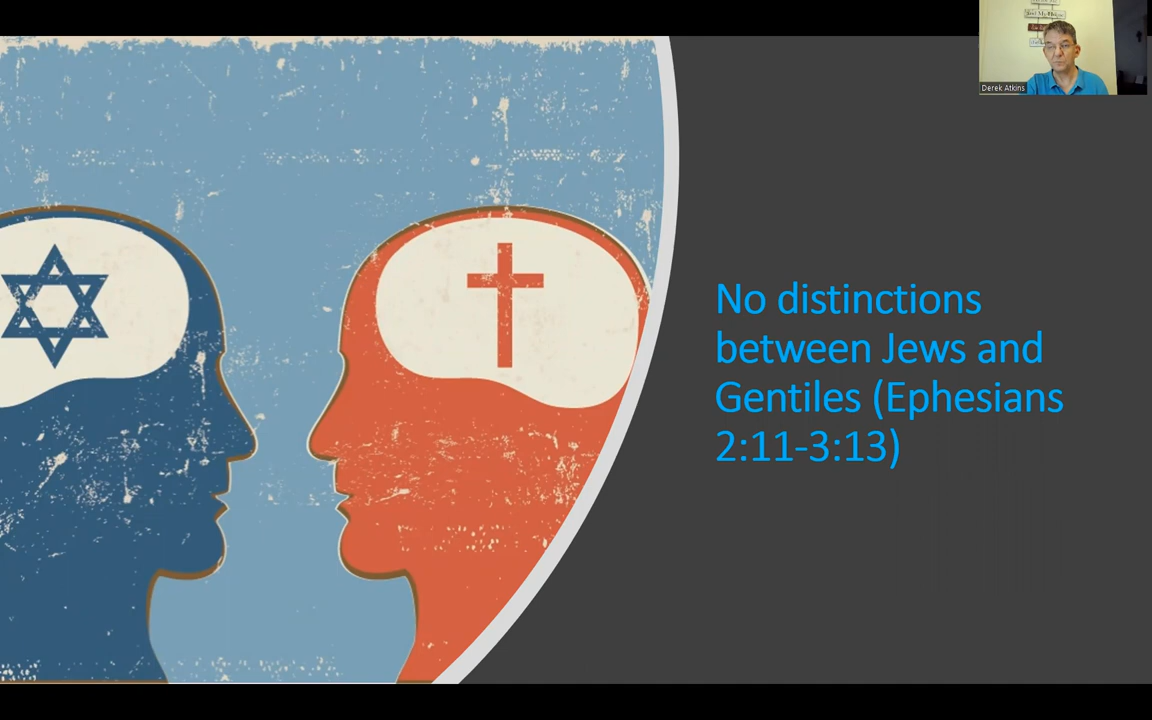 No distinctions
between Jews and
Gentiles (Ephesians
2:11-3:13)
Derek Atkins